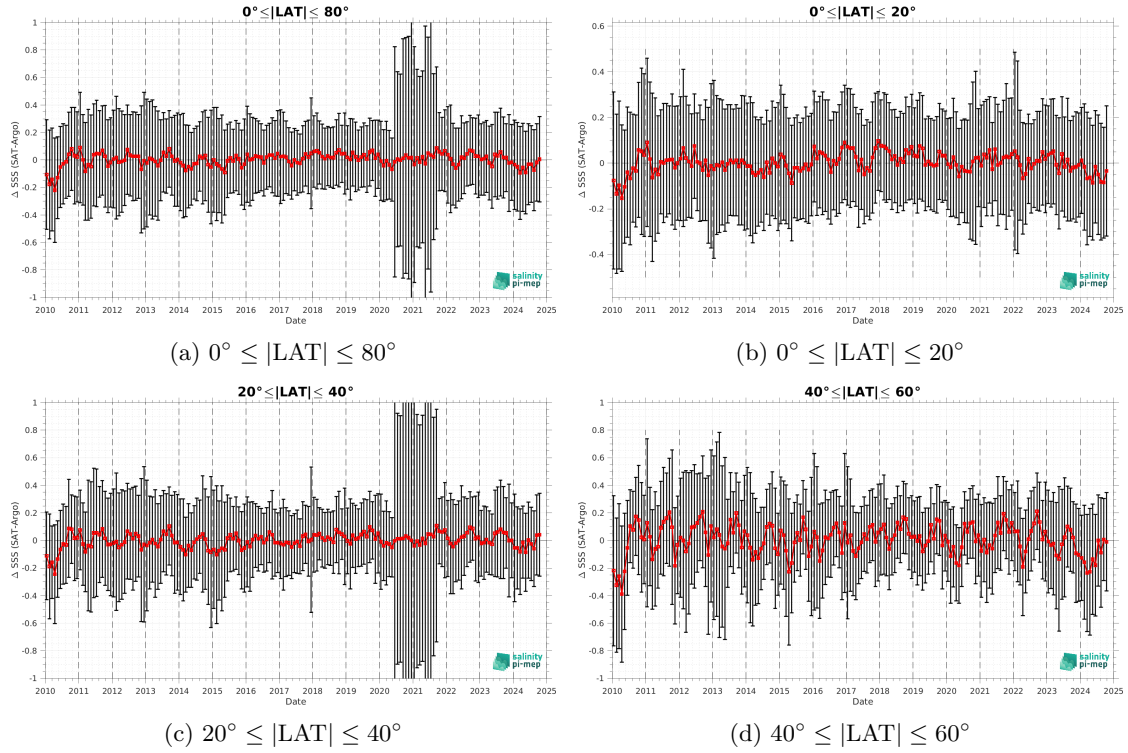 0°≤|LAT|≤ 80°
Δ SSS (SAT-Argo)
1
0.8
0.6
0.4
0.2
0
-0.2
-0.4
-0.6
-0.8
-1
2010 2011 2012 2013 2014 2015 2016 2017 2018 2019 2020 2021 2022 2023 2024 2025
Date
salinity
pi-mep
(a) 0° ≤ |LAT| ≤ 80°
0°≤|LAT|≤ 20°
Δ SSS (SAT-Argo)
0.6
0.4
0.2
0
-0.2
0.4
2010 2011 2012 2013 2014 2015 2016 2017 2018 2019 2020 2021 2022 2023 2024 2025
Date
salinity
pi-mep
(b) 0° ≤ |LAT| ≤ 20°
20°≤|LAT|≤ 40°
Δ SSS (SAT-Argo)
1
0.8
0.6
0.4
0.2
0
-0.2
-0.4
-0.6
-0.8
-1
2010 2011 2012 2013 2014 2015 2016 2017 2018 2019 2020 2021 2022 2023 2024 2025
Date
salinity
pi-mep
(c) 20° ≤ |LAT| ≤ 40°
40°≤|LAT|≤ 60°
Δ SSS (SAT-Argo)
1
0.8
0.6
0.4
0.2
0
-0.2
-0.4
-0.6
-0.8
-1
2010 2011 2012 2013 2014 2015 2016 2017 2018 2019 2020 2021 2022 2023 2024 2025
Date
salinity
pi-mep
(d) 40° ≤ |LAT| ≤ 60°